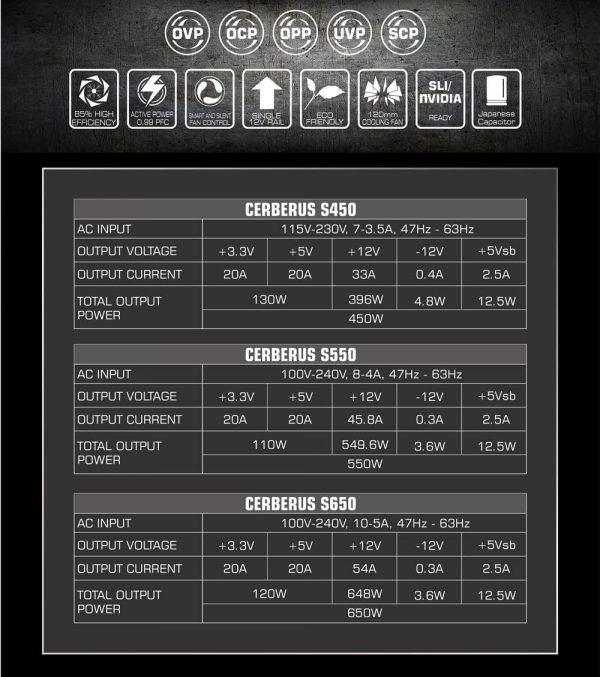 OVP OCP OPP UVP SCP
85% HIGH EFFICIENCY
ACTIVE POWER 0.99 PFC
SMART AND SILENT FAN CONTROL
SINGLE 12V RAIL
ECO FRIENDLY
120mm COOLING FAN
SLI/ NVIDIA READY
Japanese Capacitor
CERBERUS S450
AC INPUT 115V-230V, 7-3.5A, 47Hz - 63Hz
OUTPUT VOLTAGE +3.3V +5V +12V -12V +5Vsb
OUTPUT CURRENT 20A 20A 33A 0.4A 2.5A
TOTAL OUTPUT POWER 130W 396W 4.8W 12.5W
450W
CERBERUS S550
AC INPUT 100V-240V, 8-4A, 47Hz - 63Hz
OUTPUT VOLTAGE +3.3V +5V +12V -12V +5Vsb
OUTPUT CURRENT 20A 20A 45.8A 0.3A 2.5A
TOTAL OUTPUT POWER 110W 549.6W 3.6W 12.5W
550W
CERBERUS S650
AC INPUT 100V-240V, 10-5A, 47Hz - 63Hz
OUTPUT VOLTAGE +3.3V +5V +12V -12V +5Vsb
OUTPUT CURRENT 20A 20A 54A 0.3A 2.5A
TOTAL OUTPUT POWER 120W 648W 3.6W 12.5W
650W